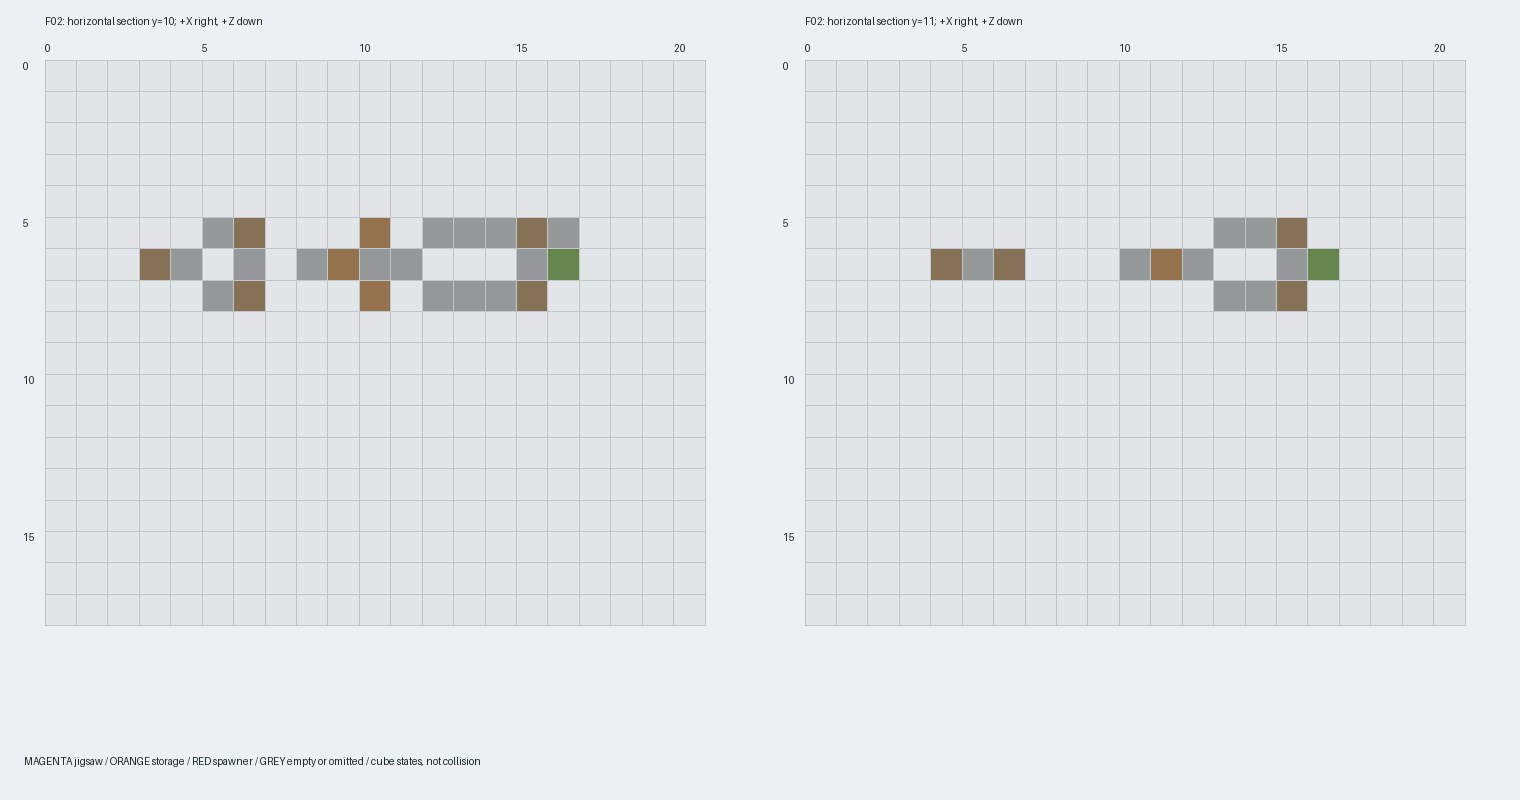 F02: horizontal section y=10; +X right, +Z down
0 5 10 15 20
0
5
10
15
F02: horizontal section y=11; +X right, +Z down
0 5 10 15 20
0
5
10
15
MAGENTA jigsaw / ORANGE storage / RED spawner / GREY empty or omitted / cube states, not collision